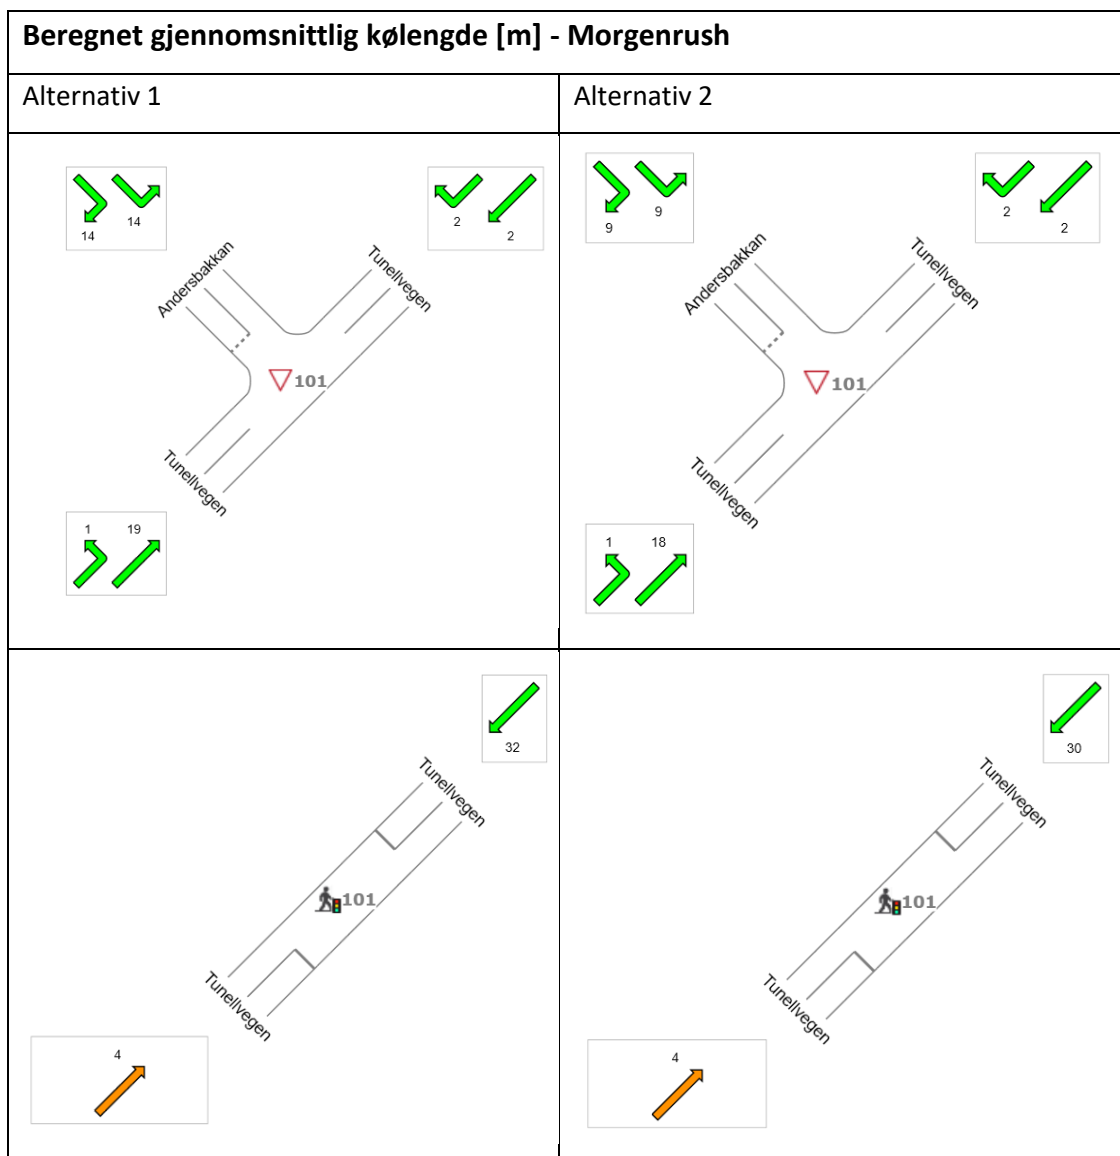 Beregnet gjennomsnittlig kølengde [m] - Morgenrush
Alternativ 1
Alternativ 2
14
14
2
2
Andersbakkan
Tunellvegen
101
Tunellvegen
1
19
9
9
2
2
Andersbakkan
Tunellvegen
101
Tunellvegen
1
18
32
Tunellvegen
101
Tunellvegen
4
30
Tunellvegen
101
Tunellvegen
4